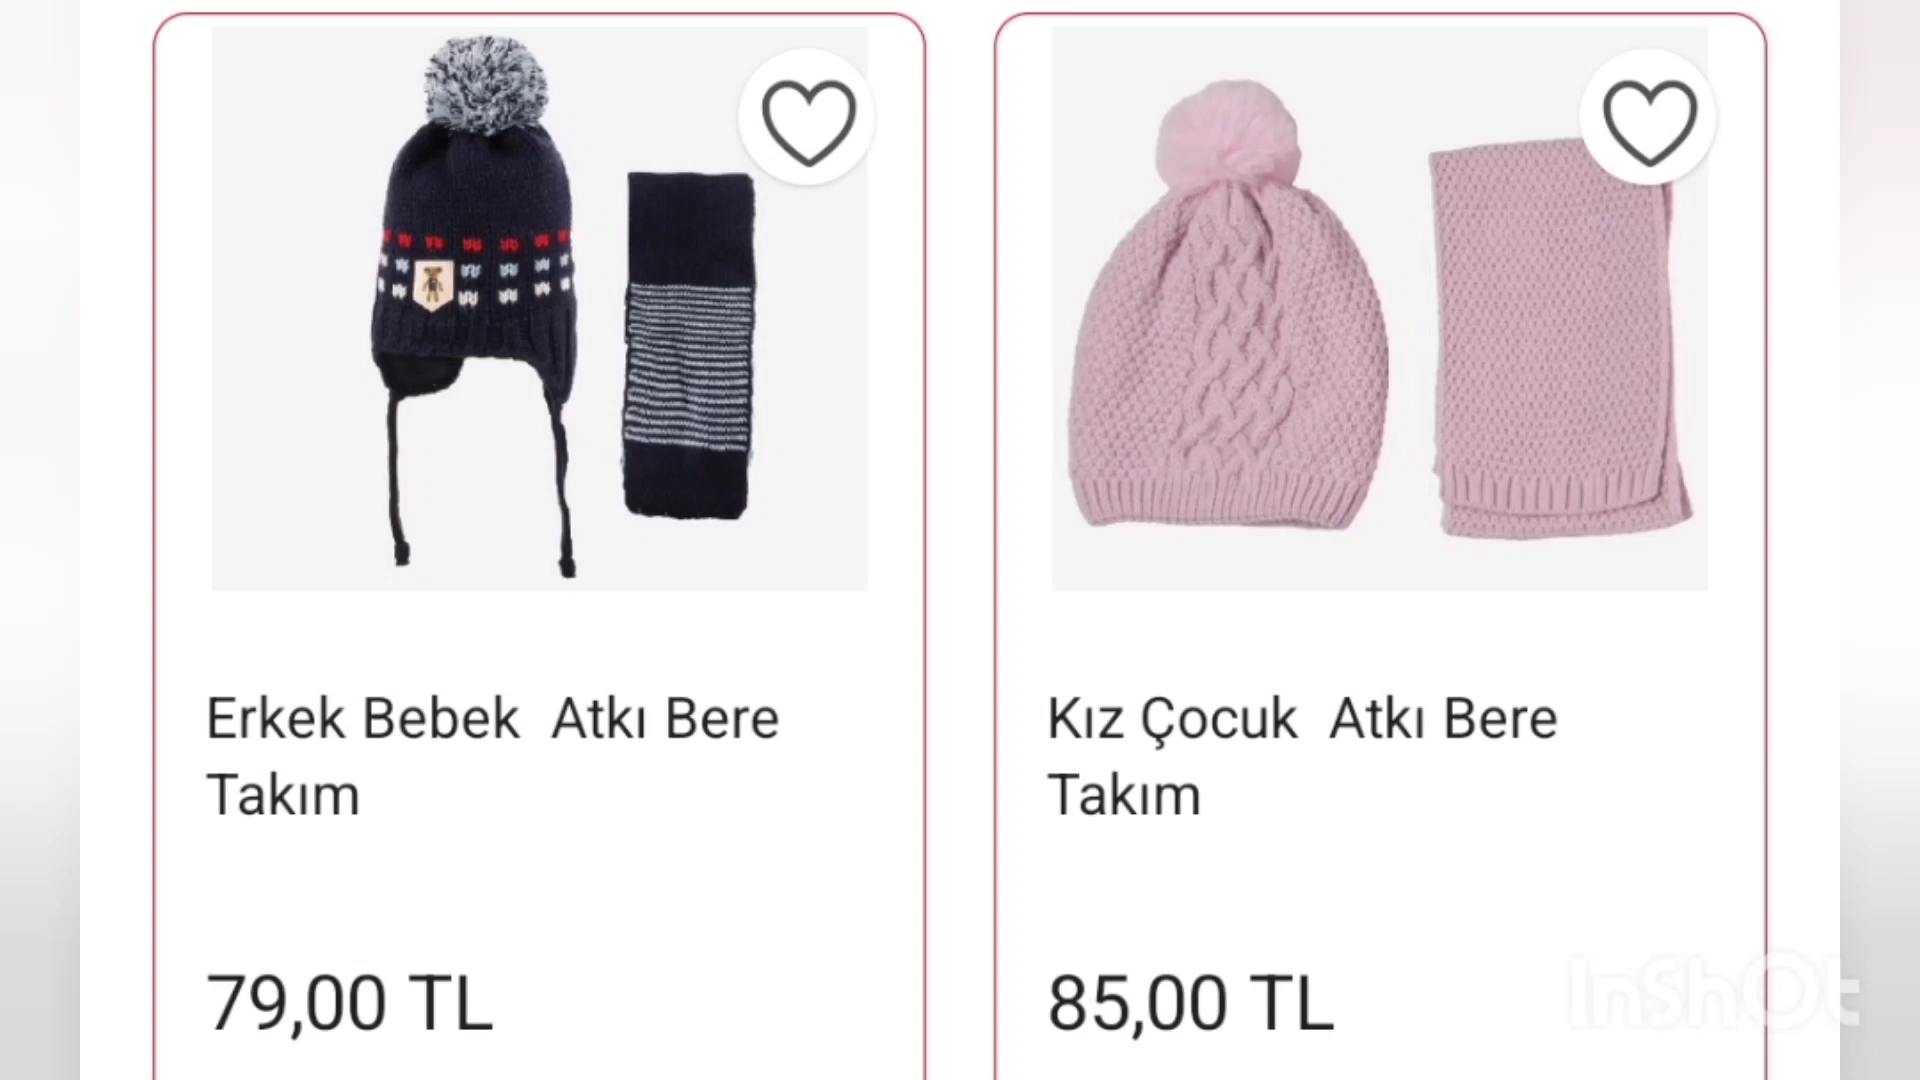 Erkek Bebek  Atkı Bere
Takım
79,00 TL
Kız Çocuk  Atkı Bere
Takım
85,00 TL
InShOt